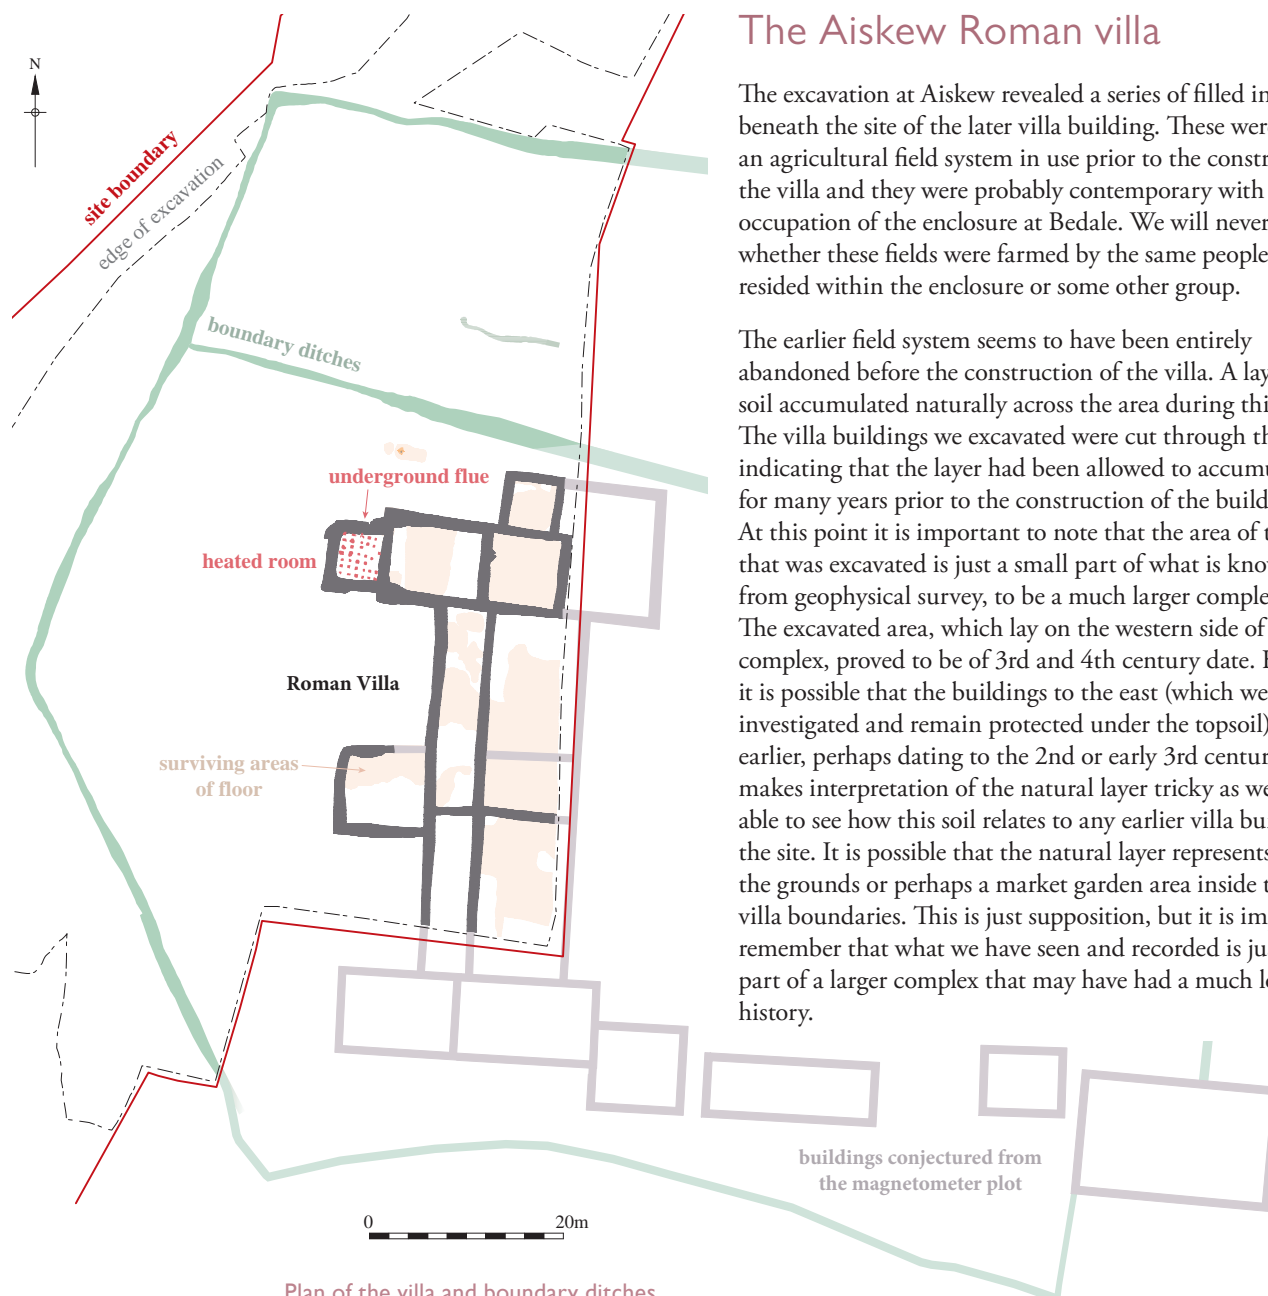 The Aiskew Roman villa
The excavation at Aiskew revealed a series of filled in
beneath the site of the later villa building. These were
an agricultural field system in use prior to the constr
the villa and they were probably contemporary with
occupation of the enclosure at Bedale. We will never
whether these fields were farmed by the same people
resided within the enclosure or some other group.
The earlier field system seems to have been entirely
abandoned before the construction of the villa. A lay
soil accumulated naturally across the area during thi
The villa buildings we excavated were cut through th
indicating that the layer had been allowed to accumu
for many years prior to the construction of the build
At this point it is important to note that the area of t
that was excavated is just a small part of what is kno
from geophysical survey, to be a much larger comple
The excavated area, which lay on the western side of
complex, proved to be of 3rd and 4th century date.
it is possible that the buildings to the east (which we
investigated and remain protected under the topsoil)
earlier, perhaps dating to the 2nd or early 3rd centur
makes interpretation of the natural layer tricky as we
able to see how this soil relates to any earlier villa bu
the site. It is possible that the natural layer represents
the grounds or perhaps a market garden area inside t
villa boundaries. This is just supposition, but it is im
remember that what we have seen and recorded is ju
part of a larger complex that may have had a much l
history.
N
site boundary
edge of excavation
boundary ditches
underground flue
heated room
Roman Villa
surviving areas
of floor
buildings conjectured from
the magnetometer plot
0 20m
Plan of the villa and boundary ditches